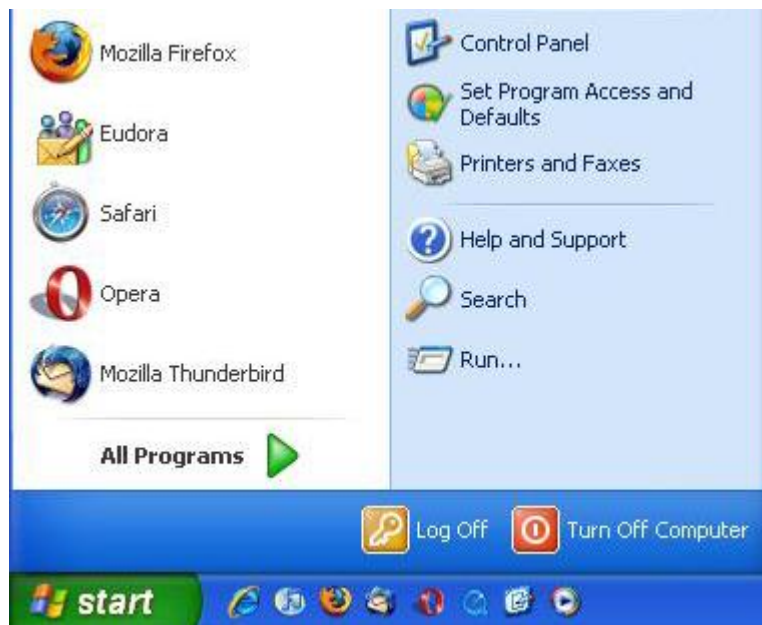 Mozilla Firefox
Eudora
Safari
Opera
Mozilla Thunderbird
All Programs
Control Panel
Set Program Access and
Defaults
Printers and Faxes
Help and Support
Search
Run...
Log Off
Turn Off Computer
start